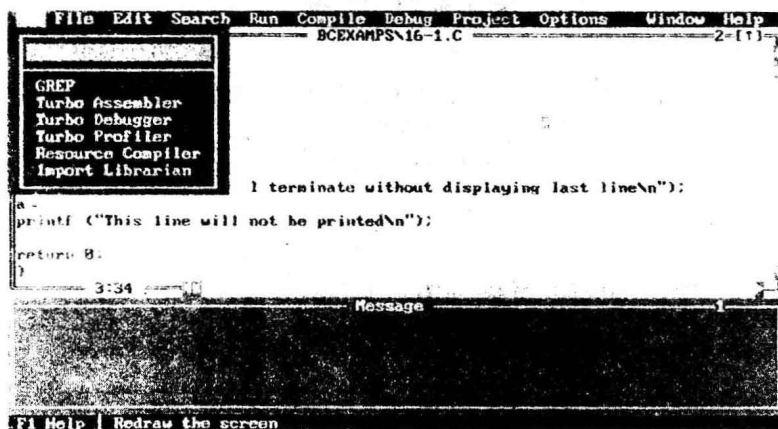 File Edit Search Run Compile Debug Project Options Window Help
BCEXAMPS\16-1.C 2=[↑]
GREP
Turbo Assembler
Turbo Debugger
Turbo Profiler
Resource Compiler
Import Librarian
l terminate without displaying last line\n");
a
printf ("This line will not be printed\n");
return 0;
}
3:34
Message 1
F1 Help | Redraw the screen